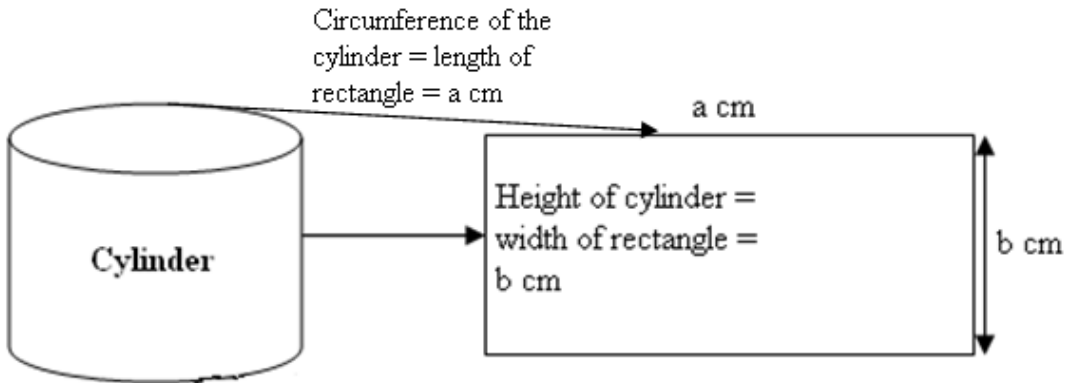 Circumference of the
cylinder = length of
rectangle = a cm
a cm
Height of cylinder =
width of rectangle =
b cm
b cm
Cylinder